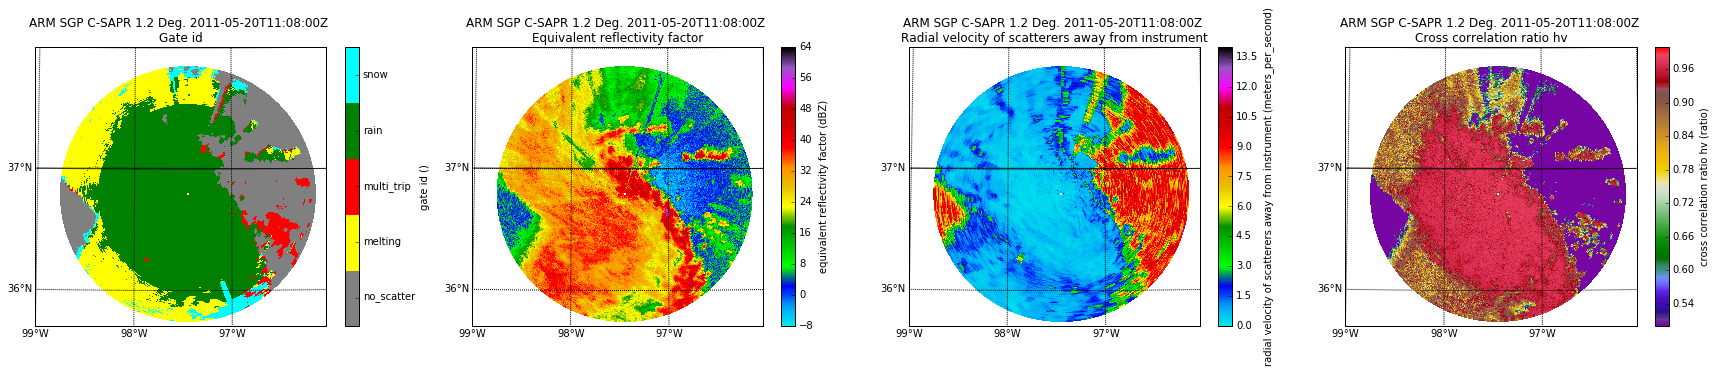 ARM SGP C-SAPR 1.2 Deg. 2011-05-20T11:08:00Z
Gate id
37°N
36°N
99°W
98°W
97°W
snow
rain
multi_trip
melting
no_scatter
gate id ()
ARM SGP C-SAPR 1.2 Deg. 2011-05-20T11:08:00Z
Equivalent reflectivity factor
37°N
36°N
99°W
98°W
97°W
64
56
48
40
32
24
16
8
0
−8
equivalent reflectivity factor (dBZ)
ARM SGP C-SAPR 1.2 Deg. 2011-05-20T11:08:00Z
Radial velocity of scatterers away from instrument
37°N
36°N
99°W
98°W
97°W
13.5
12.0
10.5
9.0
7.5
6.0
4.5
3.0
1.5
0.0
radial velocity of scatterers away from instrument (meters_per_second)
ARM SGP C-SAPR 1.2 Deg. 2011-05-20T11:08:00Z
Cross correlation ratio hv
37°N
36°N
99°W
98°W
97°W
0.96
0.90
0.84
0.78
0.72
0.66
0.60
0.54
cross correlation ratio hv (ratio)